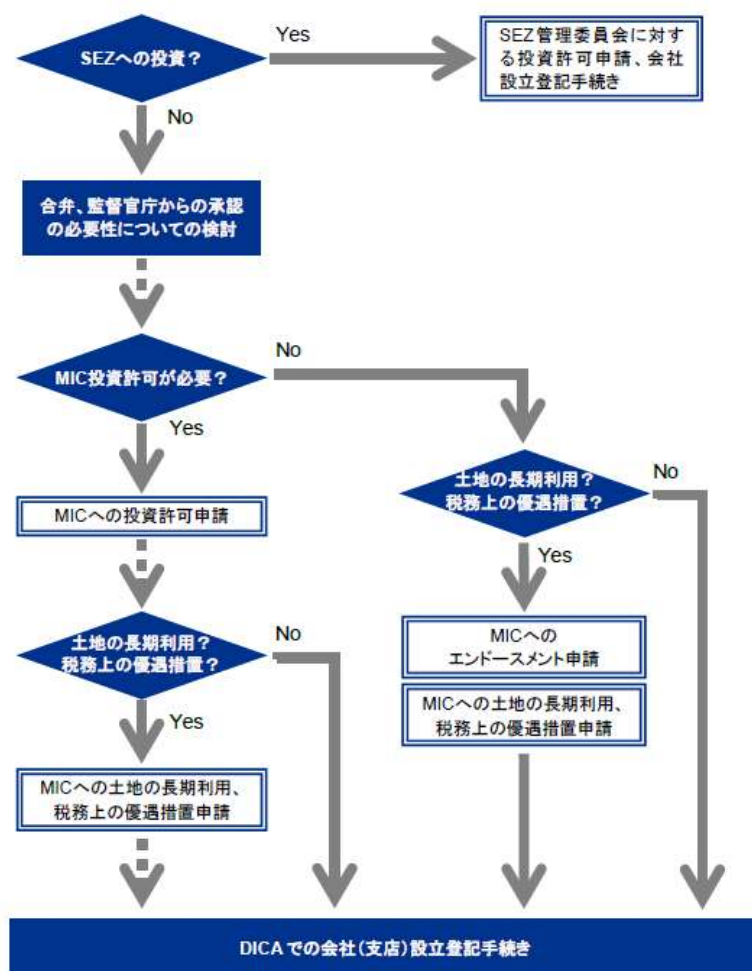 SEZへの投資？
Yes
SEZ管理委員会に対す
る投資許可申請、会社
設立登記手続き
No
合弁、監督官庁からの承認
の必要性についての検討
MIC投資許可が必要？
No
Yes
土地の長期利用？
税務上の優遇措置？
No
MICへの投資許可申請
Yes
土地の長期利用？
税務上の優遇措置？
No
MICへの
エンドースメント申請
MICへの土地の長期利用、
税務上の優遇措置申請
Yes
MICへの土地の長期利用、
税務上の優遇措置申請
DICAでの会社（支店）設立登記手続き